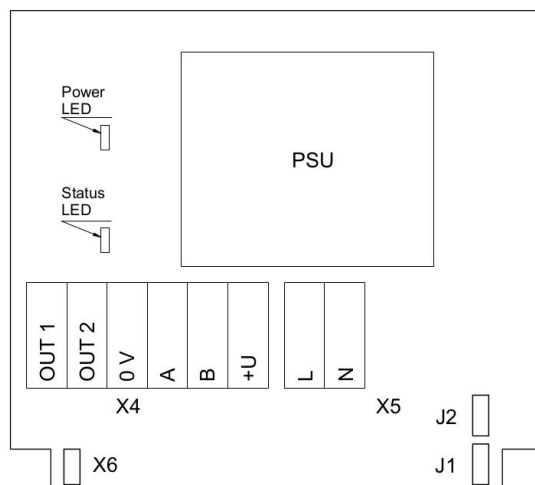 Power
LED
PSU
Status
LED
OUT 1
OUT 2
0 V
A
B
+U
L
N
X4
X5
J2
X6
J1